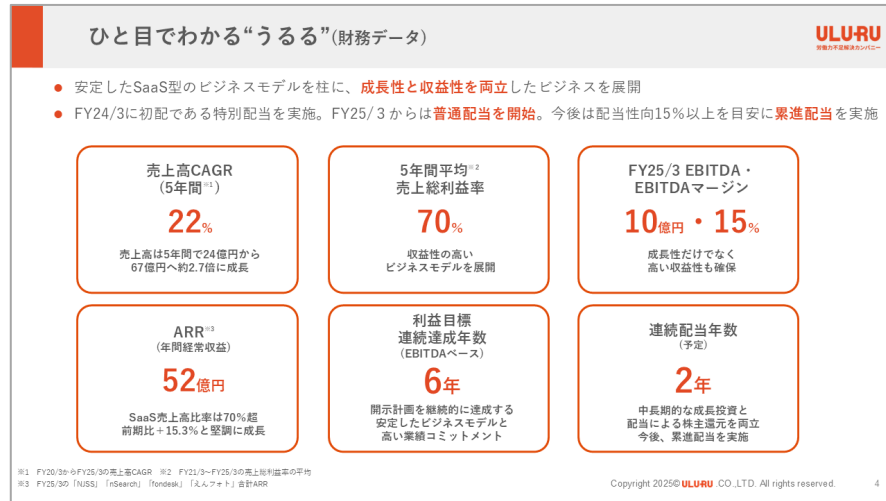 ひと目でわかる“うるる”(財務データ)
ULURU
労働力不足解決カンパニー
● 安定したSaaS型のビジネスモデルを柱に、成長性と収益性を両立したビジネスを展開
● FY24/3に初配である特別配当を実施。FY25/３からは普通配当を開始。今後は配当性向15%以上を目安に累進配当を実施
売上高CAGR
(5年間※1)
22%
売上高は5年間で24億円から
67億円へ約2.7倍に成長
5年間平均※2
売上総利益率
70%
収益性の高い
ビジネスモデルを展開
FY25/3 EBITDA・
EBITDAマージン
10億円・15%
成長性だけでなく
高い収益性も確保
ARR※3
(年間経常収益)
52億円
SaaS売上高比率は70%超
前期比＋15.3%と堅調に成長
利益目標
連続達成年数
(EBITDAベース)
6年
開示計画を継続的に達成する
安定したビジネスモデルと
高い業績コミットメント
連続配当年数
(予定)
2年
中長期的な成長投資と
配当による株主還元を両立
今後、累進配当を実施
※1　FY20/3からFY25/3の売上高CAGR　※2　FY21/3～FY25/3の売上総利益率の平均
※3　FY25/3の「NJSS」「nSearch」「fondesk」「えんフォト」合計ARR
Copyright 2025© ULURU .CO.,LTD. All rights reserved.
4